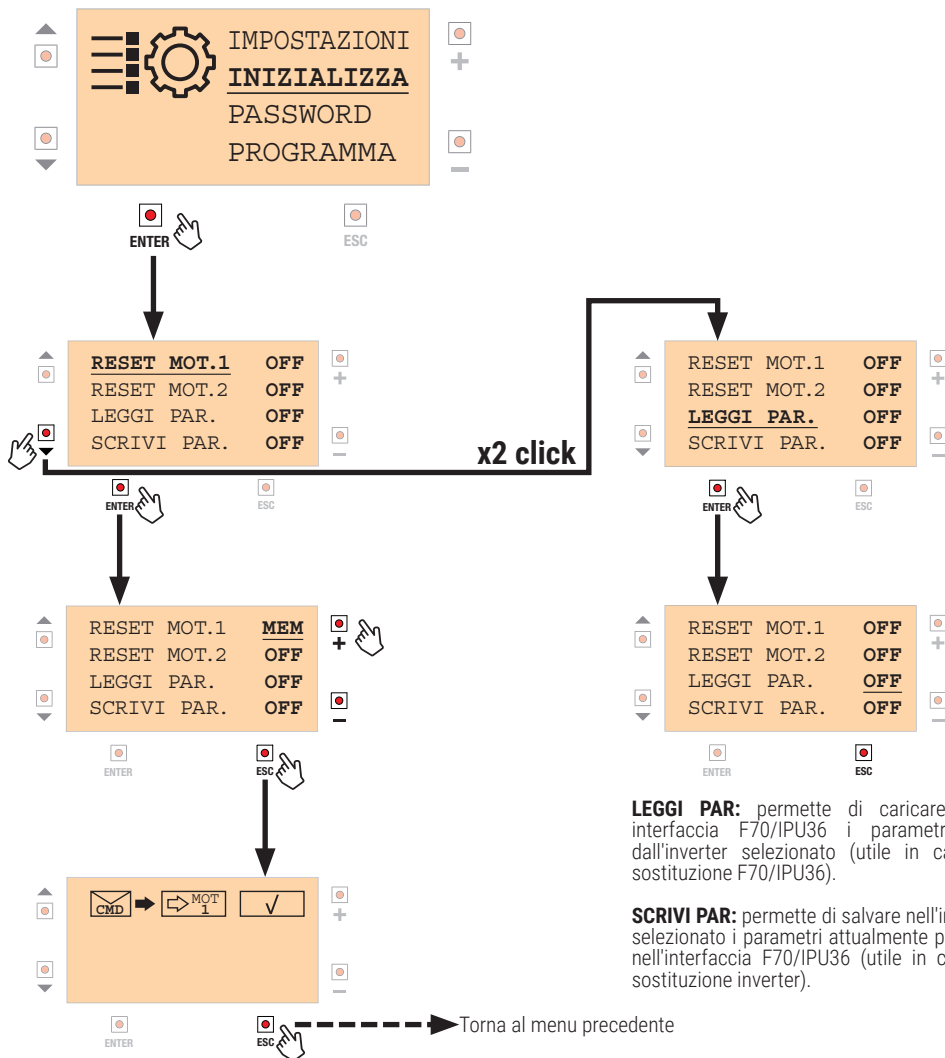 IMPOSTAZIONI
INIZIALIZZA
PASSWORD
PROGRAMMA
+
−
ENTER
ESC
RESET MOT.1 OFF
RESET MOT.2 OFF
LEGGI PAR. OFF
SCRIVI PAR. OFF
+
−
ENTER
ESC
x2 click
RESET MOT.1 OFF
RESET MOT.2 OFF
LEGGI PAR. OFF
SCRIVI PAR. OFF
+
−
ENTER
ESC
RESET MOT.1 MEM
RESET MOT.2 OFF
LEGGI PAR. OFF
SCRIVI PAR. OFF
+
−
ENTER
ESC
RESET MOT.1 OFF
RESET MOT.2 OFF
LEGGI PAR. OFF
SCRIVI PAR. OFF
+
−
ENTER
ESC
LEGGI PAR: permette di caricare
interfaccia F70/IPU36 i parametr
dall'inverter selezionato (utile in ca
sostituzione F70/IPU36).
SCRIVI PAR: permette di salvare nell'i
selezionato i parametri attualmente p
nell'interfaccia F70/IPU36 (utile in c
sostituzione inverter).
CMD MOT 1 √
+
−
ENTER
ESC
Torna al menu precedente